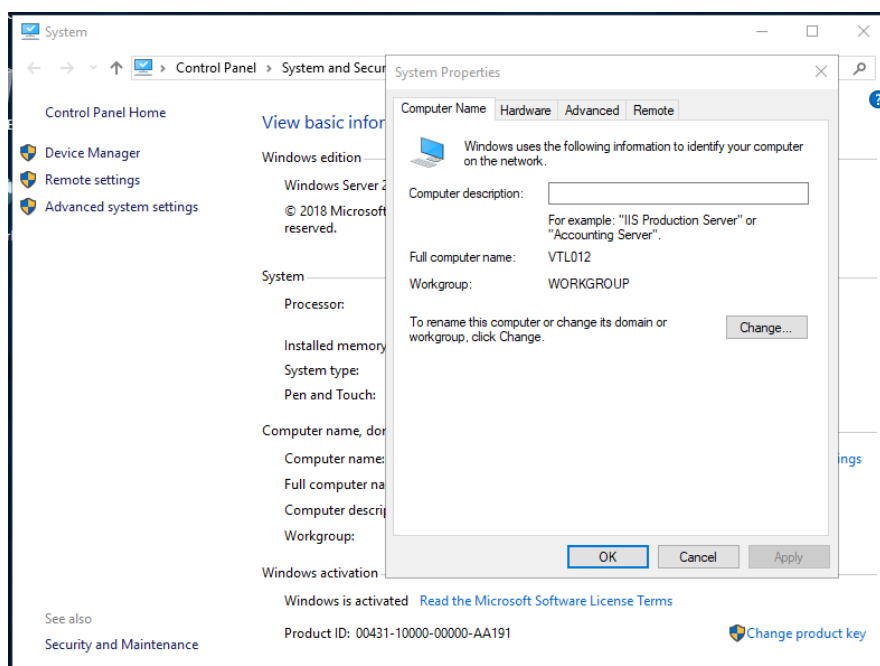 System
Control Panel > System and Secur
Control Panel Home
Device Manager
Remote settings
Advanced system settings
See also
Security and Maintenance
View basic infor
Windows edition
Windows Server 2
© 2018 Microsoft
reserved.
System
Processor:
Installed memory
System type:
Pen and Touch:
Computer name, dor
Computer name:
Full computer na
Computer descrip
Workgroup:
ings
Windows activation
Windows is activated Read the Microsoft Software License Terms
Product ID: 00431-10000-00000-AA191
Change product key
System Properties
Computer Name Hardware Advanced Remote
Windows uses the following information to identify your computer
on the network.
Computer description:
For example: "IIS Production Server" or
"Accounting Server".
Full computer name: VTL012
Workgroup: WORKGROUP
To rename this computer or change its domain or
workgroup, click Change.
Change...
OK Cancel Apply